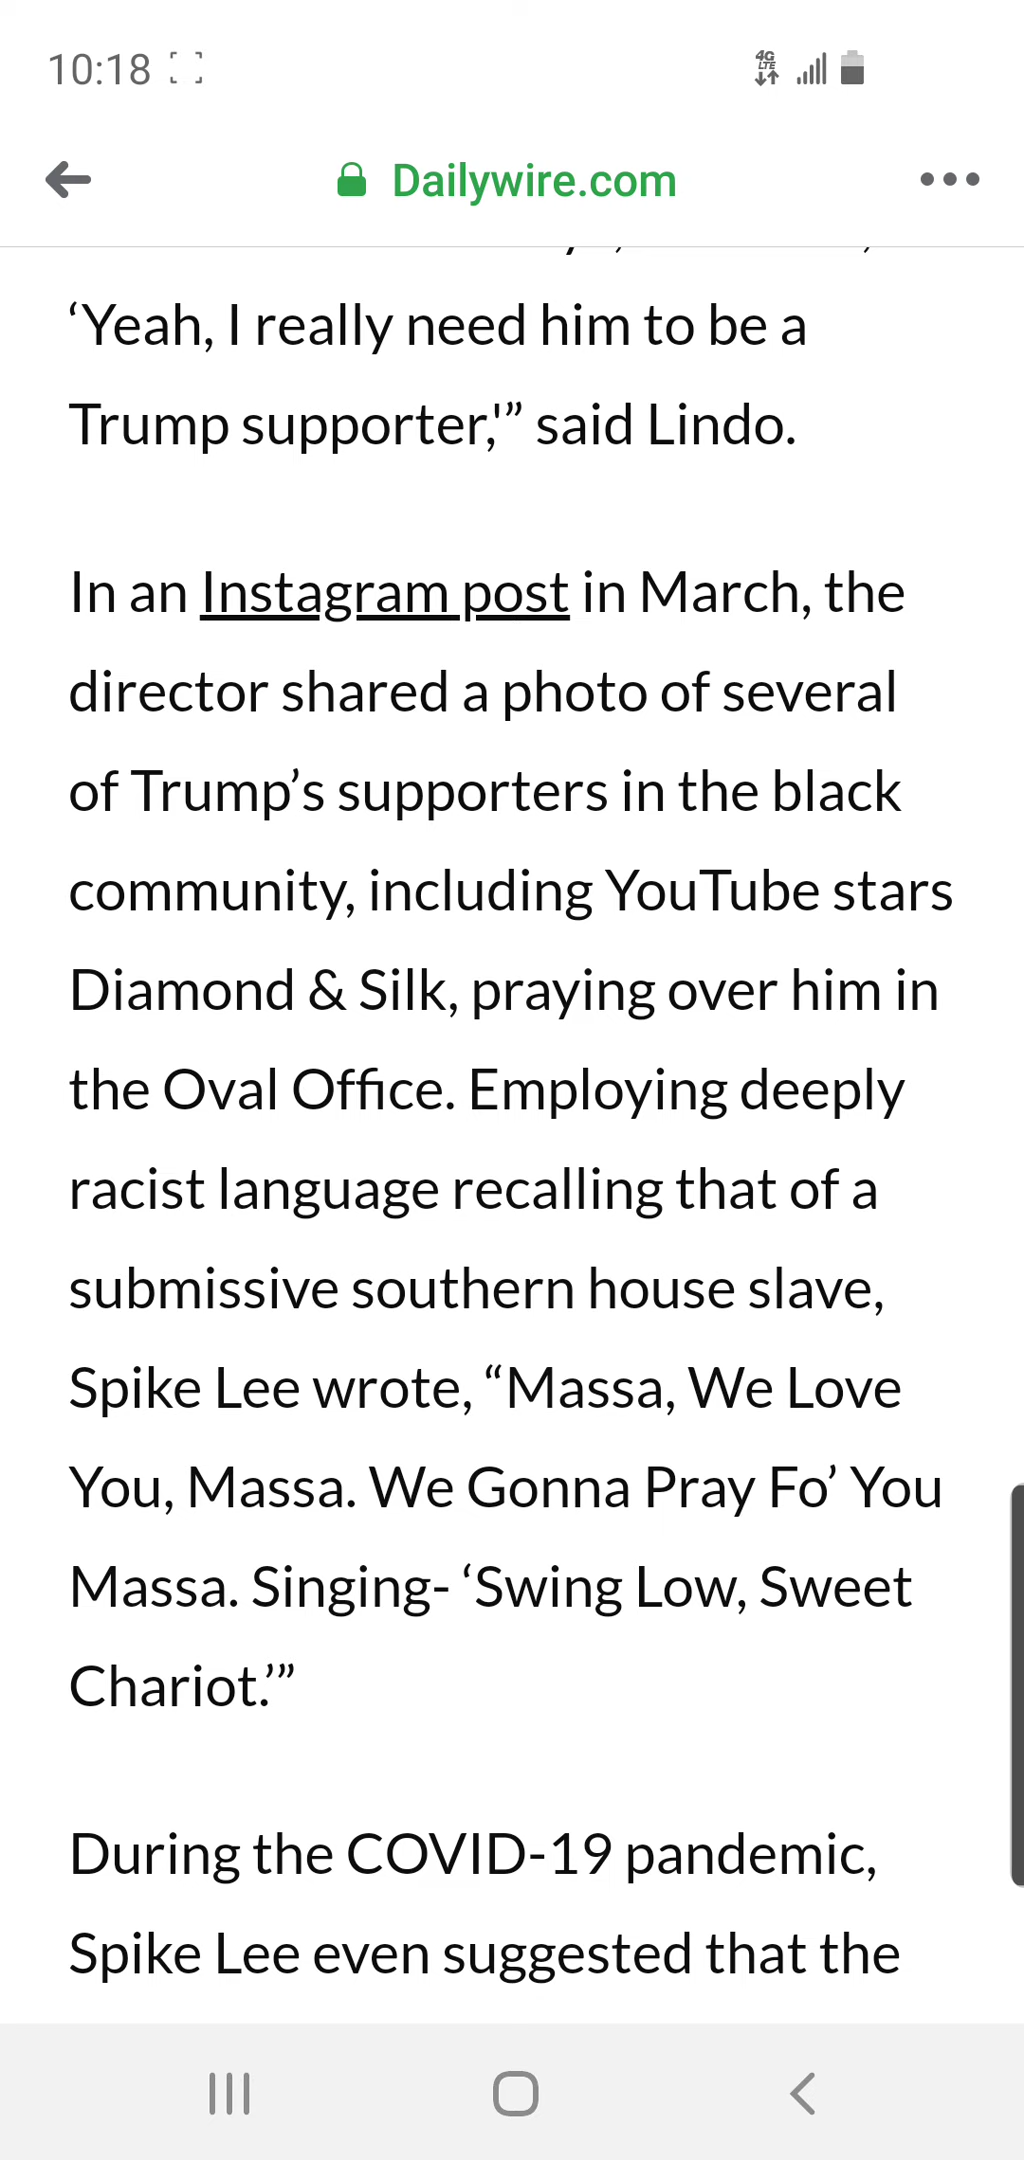 10:18
4G
LTE
Dailywire.com
‘Yeah, I really need him to be a
Trump supporter,'” said Lindo.
In an Instagram post in March, the
director shared a photo of several
of Trump’s supporters in the black
community, including YouTube stars
Diamond & Silk, praying over him in
the Oval Office. Employing deeply
racist language recalling that of a
submissive southern house slave,
Spike Lee wrote, “Massa, We Love
You, Massa. We Gonna Pray Fo’ You
Massa. Singing- ‘Swing Low, Sweet
Chariot.’”
During the COVID-19 pandemic,
Spike Lee even suggested that the